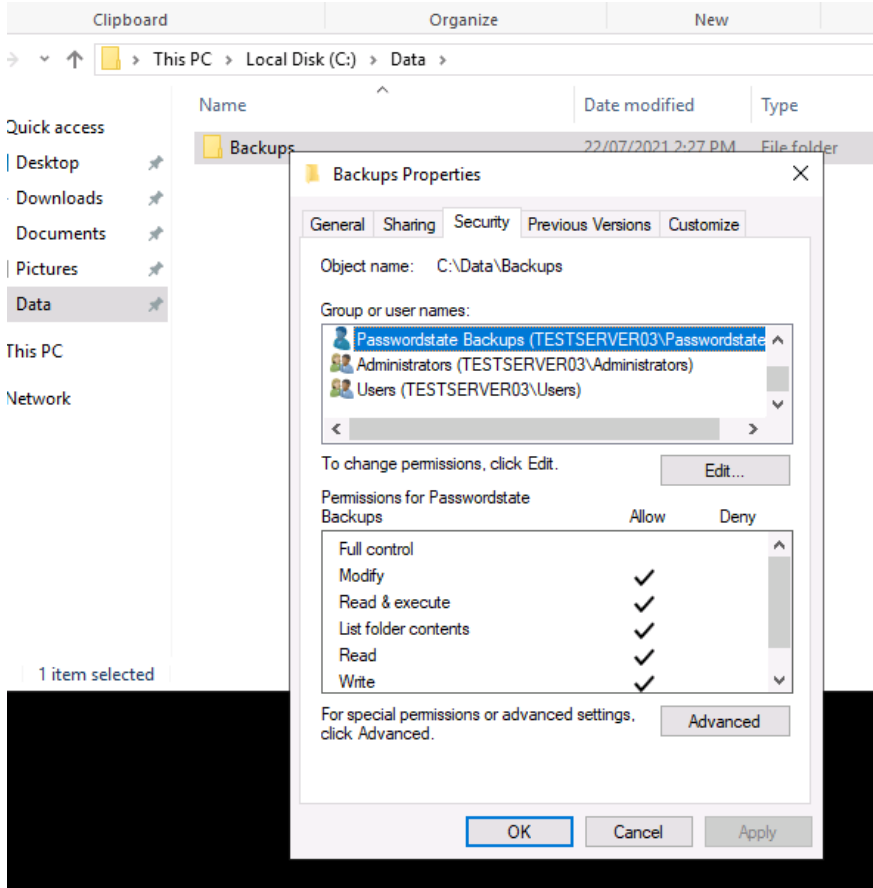 Clipboard Organize New
This PC > Local Disk (C:) > Data >
Name Date modified Type
Quick access
Backups 22/07/2021 2:27 PM File folder
Desktop
Downloads
Documents
Pictures
Data
This PC
Network
1 item selected
Backups Properties
General Sharing Security Previous Versions Customize
Object name: C:\Data\Backups
Group or user names:
Passwordstate Backups (TESTSERVER03\Passwordstate
Administrators (TESTSERVER03\Administrators)
Users (TESTSERVER03\Users)
To change permissions, click Edit.
Edit...
Permissions for Passwordstate
Backups Allow Deny
Full control
Modify
Read & execute
List folder contents
Read
Write
For special permissions or advanced settings,
click Advanced.
Advanced
OK Cancel Apply